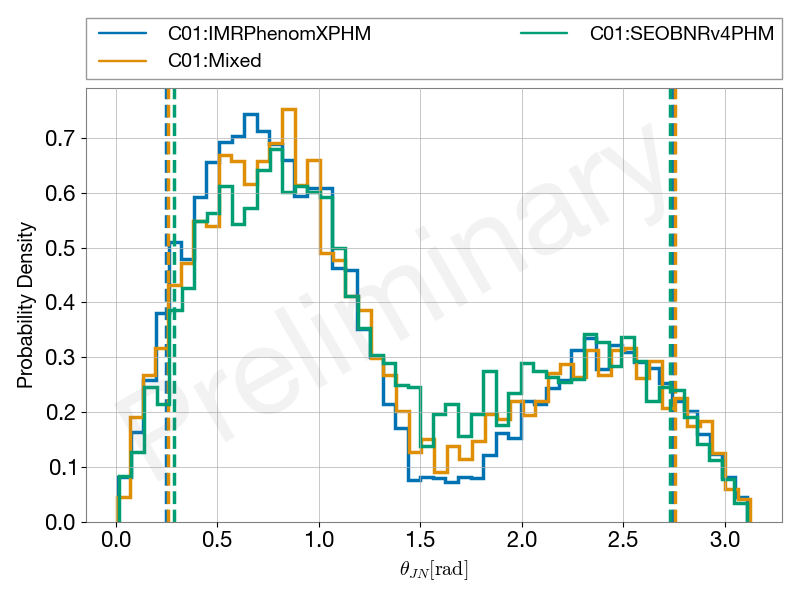 C01:IMRPhenomXPHM
C01:SEOBNRv4PHM
C01:Mixed
Probability Density
0.7
0.6
0.5
0.4
0.3
0.2
0.1
0.0
Preliminary
0.0 0.5 1.0 1.5 2.0 2.5 3.0
θ_JN[rad]